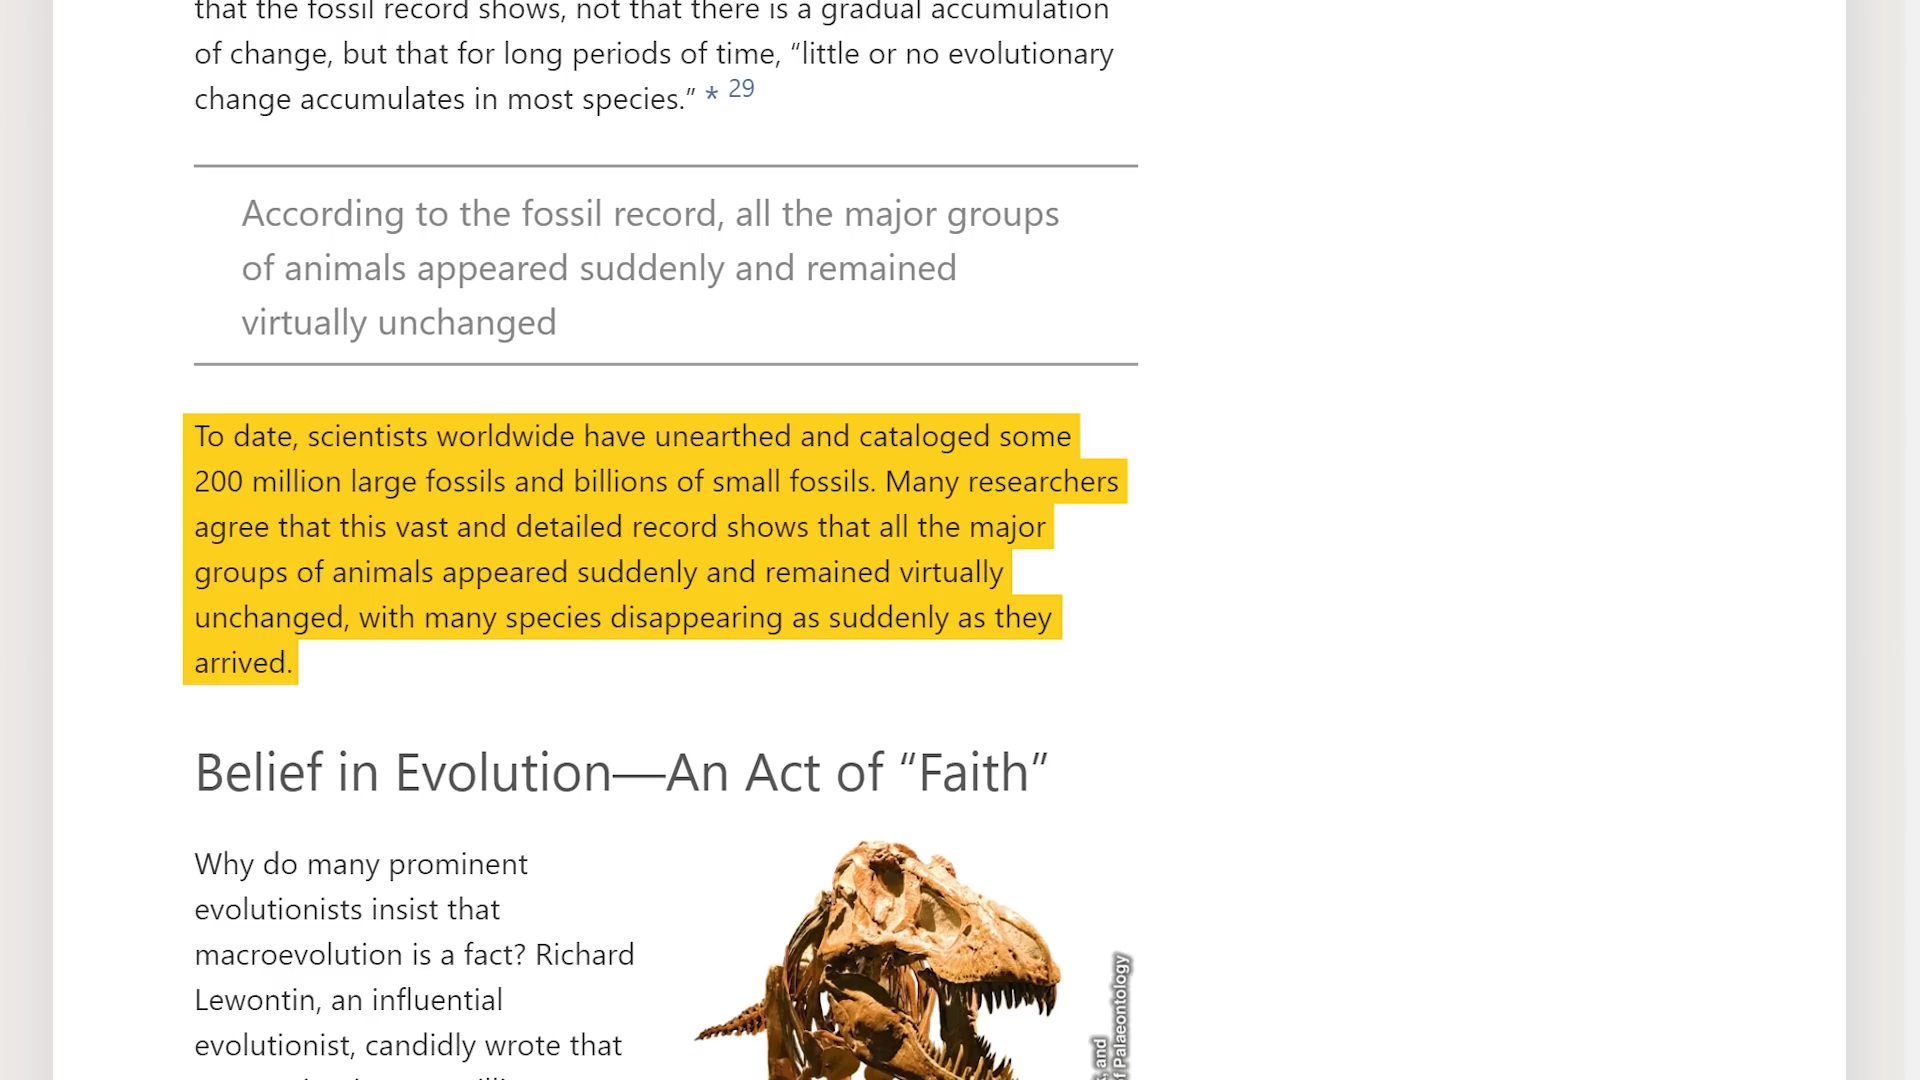 that the fossil record shows, not that there is a gradual accumulation
of change, but that for long periods of time, “little or no evolutionary
change accumulates in most species.” * 29
According to the fossil record, all the major groups
of animals appeared suddenly and remained
virtually unchanged
To date, scientists worldwide have unearthed and cataloged some
200 million large fossils and billions of small fossils. Many researchers
agree that this vast and detailed record shows that all the major
groups of animals appeared suddenly and remained virtually
unchanged, with many species disappearing as suddenly as they
arrived.
Belief in Evolution—An Act of “Faith”
Why do many prominent
evolutionists insist that
macroevolution is a fact? Richard
Lewontin, an influential
evolutionist, candidly wrote that
and
of Palaeontology